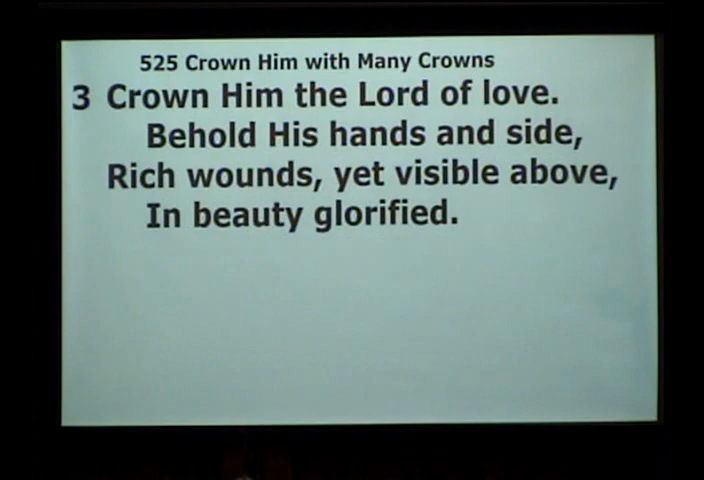 525 Crown Him with Many Crowns
3 Crown Him the Lord of love.
Behold His hands and side,
Rich wounds, yet visible above,
In beauty glorified.